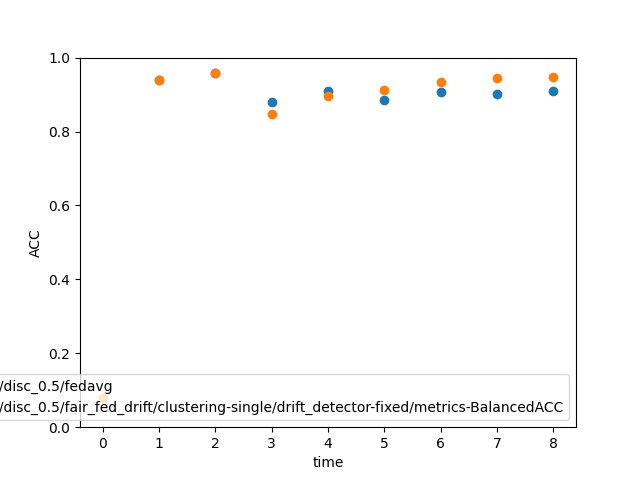 1.0
0.8
0.6
0.4
0.2
0.0
ACC
/disc_0.5/fedavg
/disc_0.5/fair_fed_drift/clustering-single/drift_detector-fixed/metrics-BalancedACC
0 1 2 3 4 5 6 7 8
time